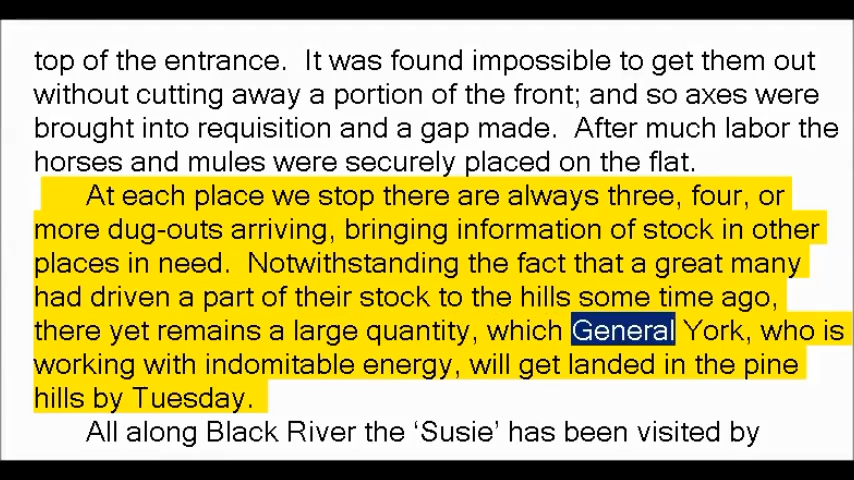 top of the entrance.  It was found impossible to get them out
without cutting away a portion of the front; and so axes were
brought into requisition and a gap made.  After much labor the
horses and mules were securely placed on the flat.
At each place we stop there are always three, four, or
more dug-outs arriving, bringing information of stock in other
places in need.  Notwithstanding the fact that a great many
had driven a part of their stock to the hills some time ago,
there yet remains a large quantity, which General York, who is
working with indomitable energy, will get landed in the pine
hills by Tuesday.
All along Black River the ‘Susie’ has been visited by